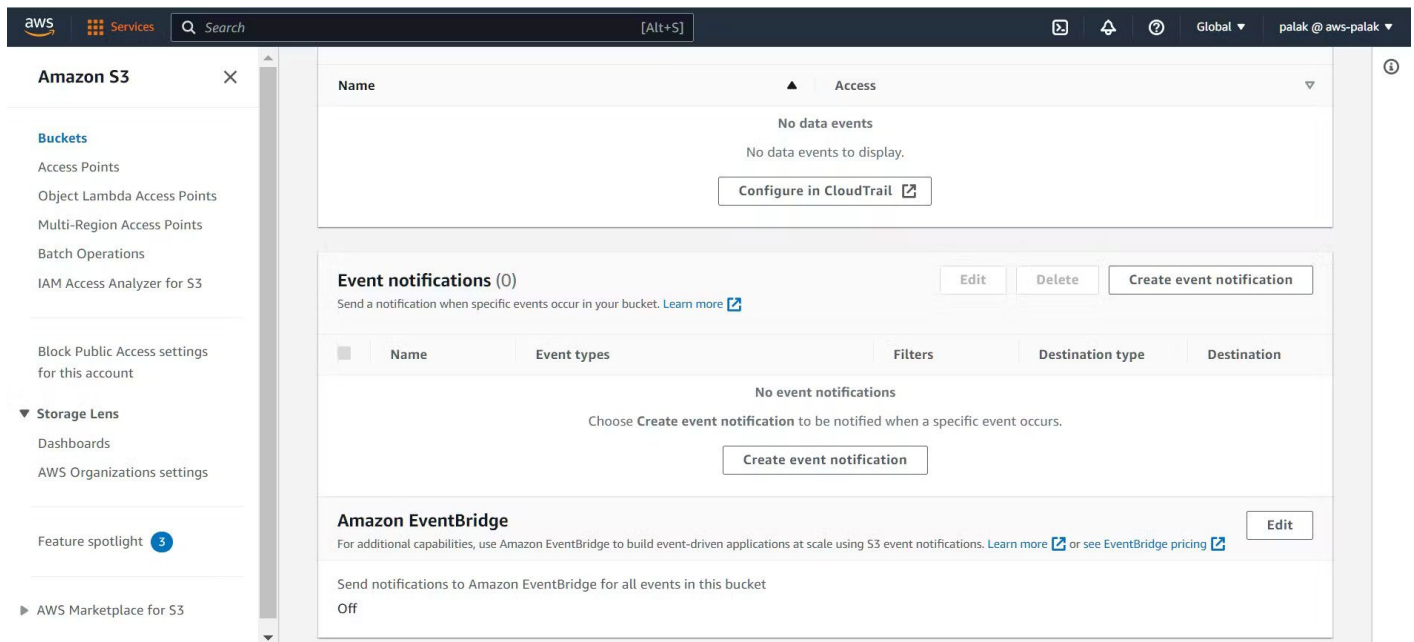 aws
Services
Search [Alt+S]
Global ▼
palak @ aws-palak ▼
Amazon S3
Buckets
Access Points
Object Lambda Access Points
Multi-Region Access Points
Batch Operations
IAM Access Analyzer for S3
Block Public Access settings
for this account
Storage Lens
Dashboards
AWS Organizations settings
Feature spotlight 3
AWS Marketplace for S3
Name Access
No data events
No data events to display.
Configure in CloudTrail
Event notifications (0)
Edit Delete Create event notification
Send a notification when specific events occur in your bucket. Learn more
Name Event types Filters Destination type Destination
No event notifications
Choose Create event notification to be notified when a specific event occurs.
Create event notification
Amazon EventBridge
Edit
For additional capabilities, use Amazon EventBridge to build event-driven applications at scale using S3 event notifications. Learn more or see EventBridge pricing
Send notifications to Amazon EventBridge for all events in this bucket
Off